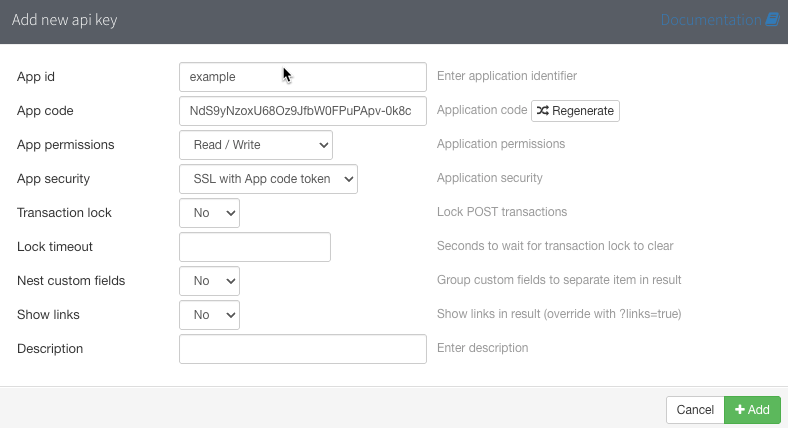 Add new api key Documentation
App id example Enter application identifier
App code NdS9yNzoxU68Oz9JfbW0FPuPApv-0k8c Application code Regenerate
App permissions Read / Write Application permissions
App security SSL with App code token Application security
Transaction lock No Lock POST transactions
Lock timeout Seconds to wait for transaction lock to clear
Nest custom fields No Group custom fields to separate item in result
Show links No Show links in result (override with ?links=true)
Description Enter description
Cancel Add